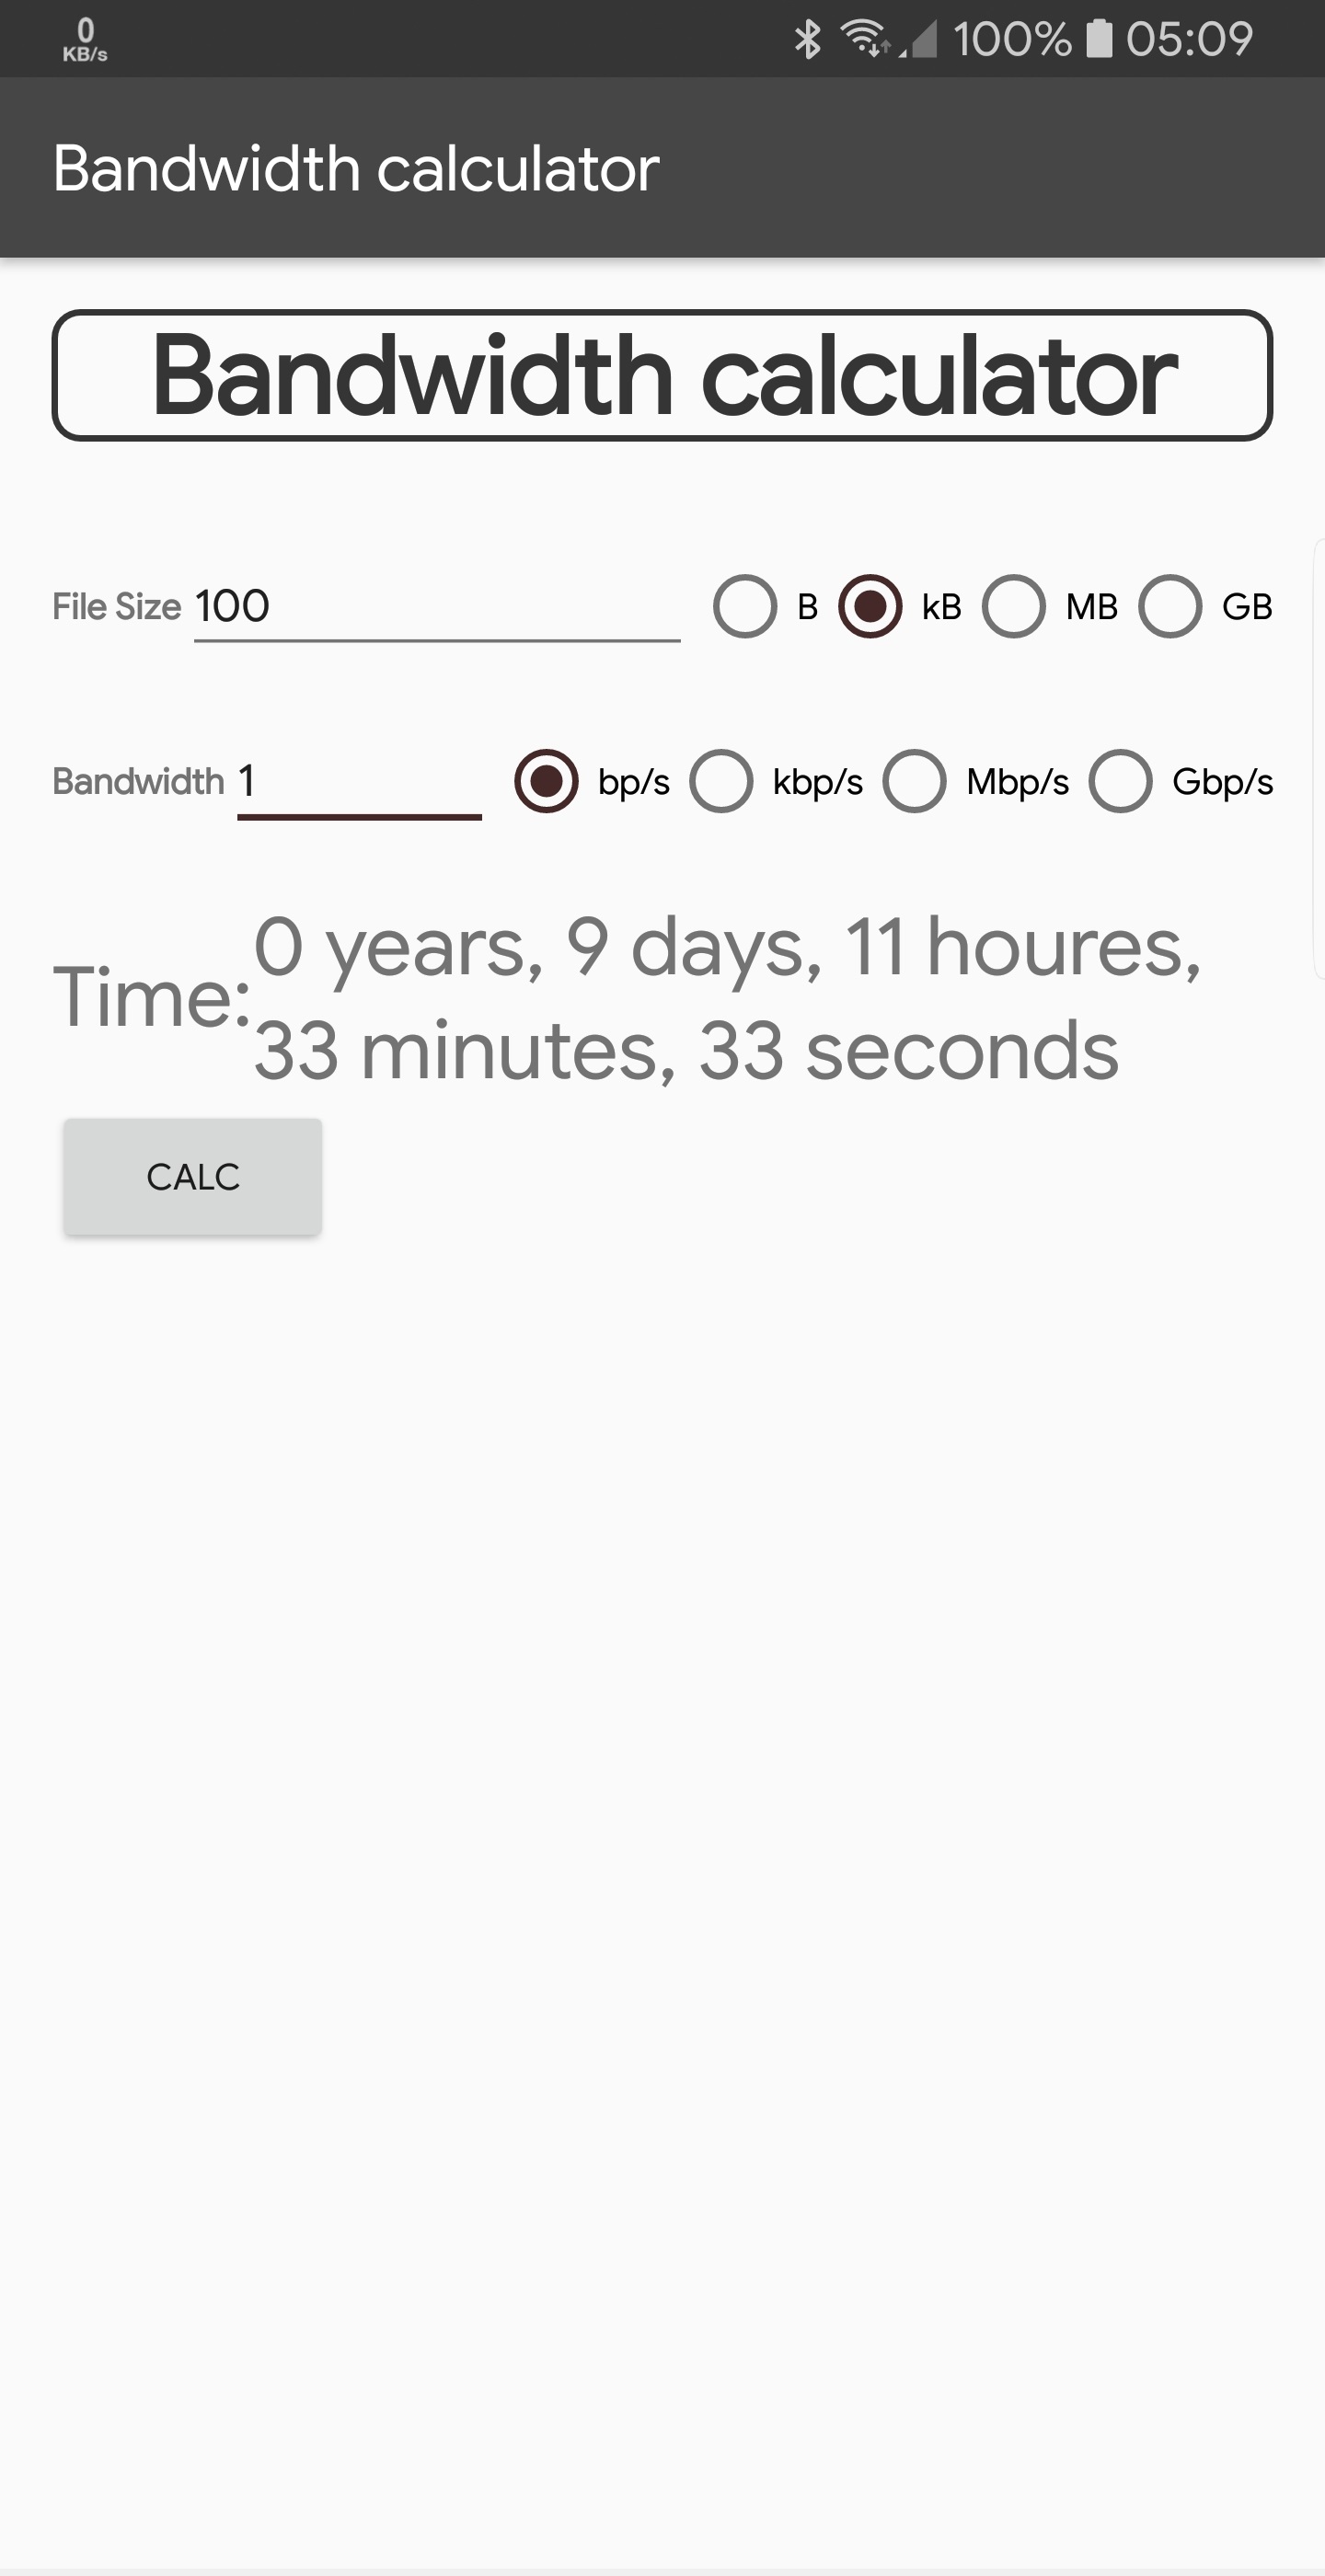 0
KB/s
100% 05:09
Bandwidth calculator
Bandwidth calculator
File Size 100 B kB MB GB
Bandwidth 1 bp/s kbp/s Mbp/s Gbp/s
Time: 0 years, 9 days, 11 houres,
33 minutes, 33 seconds
CALC